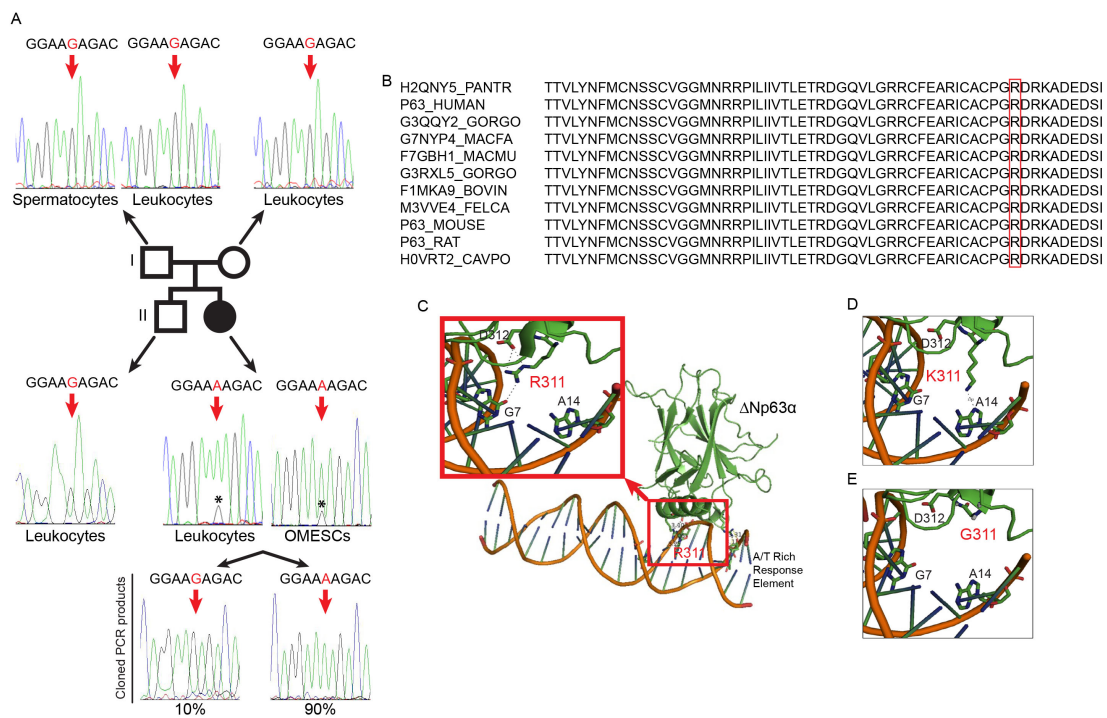 A
GGAAGAGAC GGAAGAGAC GGAAGAGAC
Spermatocytes Leukocytes Leukocytes
I
II
GGAAGAGAC GGAAAAGAC GGAAAAGAC
* *
Leukocytes Leukocytes OMESCs
GGAAGAGAC GGAAAAGAC
Cloned PCR products
10% 90%
B
H2QNY5_PANTR TTVLYNFMCNSSCVGGMNRRPILIIVTLETRDGQVLGRRCFEARICACPGRDRKADEDSI
P63_HUMAN TTVLYNFMCNSSCVGGMNRRPILIIVTLETRDGQVLGRRCFEARICACPGRDRKADEDSI
G3QQY2_GORGO TTVLYNFMCNSSCVGGMNRRPILIIVTLETRDGQVLGRRCFEARICACPGRDRKADEDSI
G7NYP4_MACFA TTVLYNFMCNSSCVGGMNRRPILIIVTLETRDGQVLGRRCFEARICACPGRDRKADEDSI
F7GBH1_MACMU TTVLYNFMCNSSCVGGMNRRPILIIVTLETRDGQVLGRRCFEARICACPGRDRKADEDSI
G3RXL5_GORGO TTVLYNFMCNSSCVGGMNRRPILIIVTLETRDGQVLGRRCFEARICACPGRDRKADEDSI
F1MKA9_BOVIN TTVLYNFMCNSSCVGGMNRRPILIIVTLETRDGQVLGRRCFEARICACPGRDRKADEDSI
M3VVE4_FELCA TTVLYNFMCNSSCVGGMNRRPILIIVTLETRDGQVLGRRCFEARICACPGRDRKADEDSI
P63_MOUSE TTVLYNFMCNSSCVGGMNRRPILIIVTLETRDGQVLGRRCFEARICACPGRDRKADEDSI
P63_RAT TTVLYNFMCNSSCVGGMNRRPILIIVTLETRDGQVLGRRCFEARICACPGRDRKADEDSI
H0VRT2_CAVPO TTVLYNFMCNSSCVGGMNRRPILIIVTLETRDGQVLGRRCFEARICACPGRDRKADEDSI
C
D312
R311
G7
A14
ΔNp63α
R311
A/T Rich
Response
Element
D
D312
K311
G7
A14
E
D312
G311
G7
A14